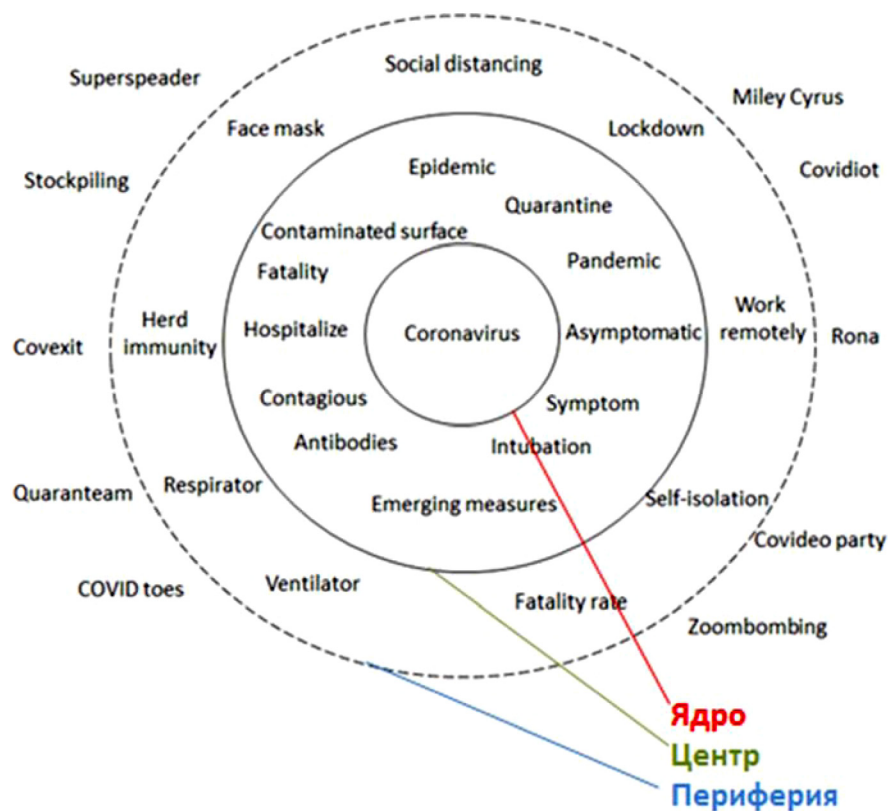 Social distancing
Superspeader
Miley Cyrus
Face mask
Lockdown
Epidemic
Covidiot
Stockpiling
Quarantine
Contaminated surface
Pandemic
Fatality
Herd
immunity
Hospitalize
Coronavirus
Asymptomatic
Work
remotely
Rona
Covexit
Contagious
Symptom
Antibodies
Intubation
Quaranteam
Respirator
Emerging measures
Self-isolation
Covideo party
COVID toes
Ventilator
Fatality rate
Zoombombing
Ядро
Центр
Периферия